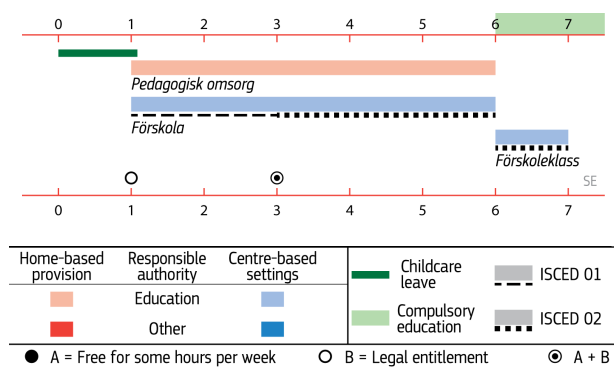 0 1 2 3 4 5 6 7
Pedagogisk omsorg
Förskola
Förskoleklass
SE
0 1 2 3 4 5 6 7
Home-based provision
Responsible authority
Centre-based settings
Education
Other
Childcare leave
ISCED 01
Compulsory education
ISCED 02
A = Free for some hours per week
B = Legal entitlement
A + B